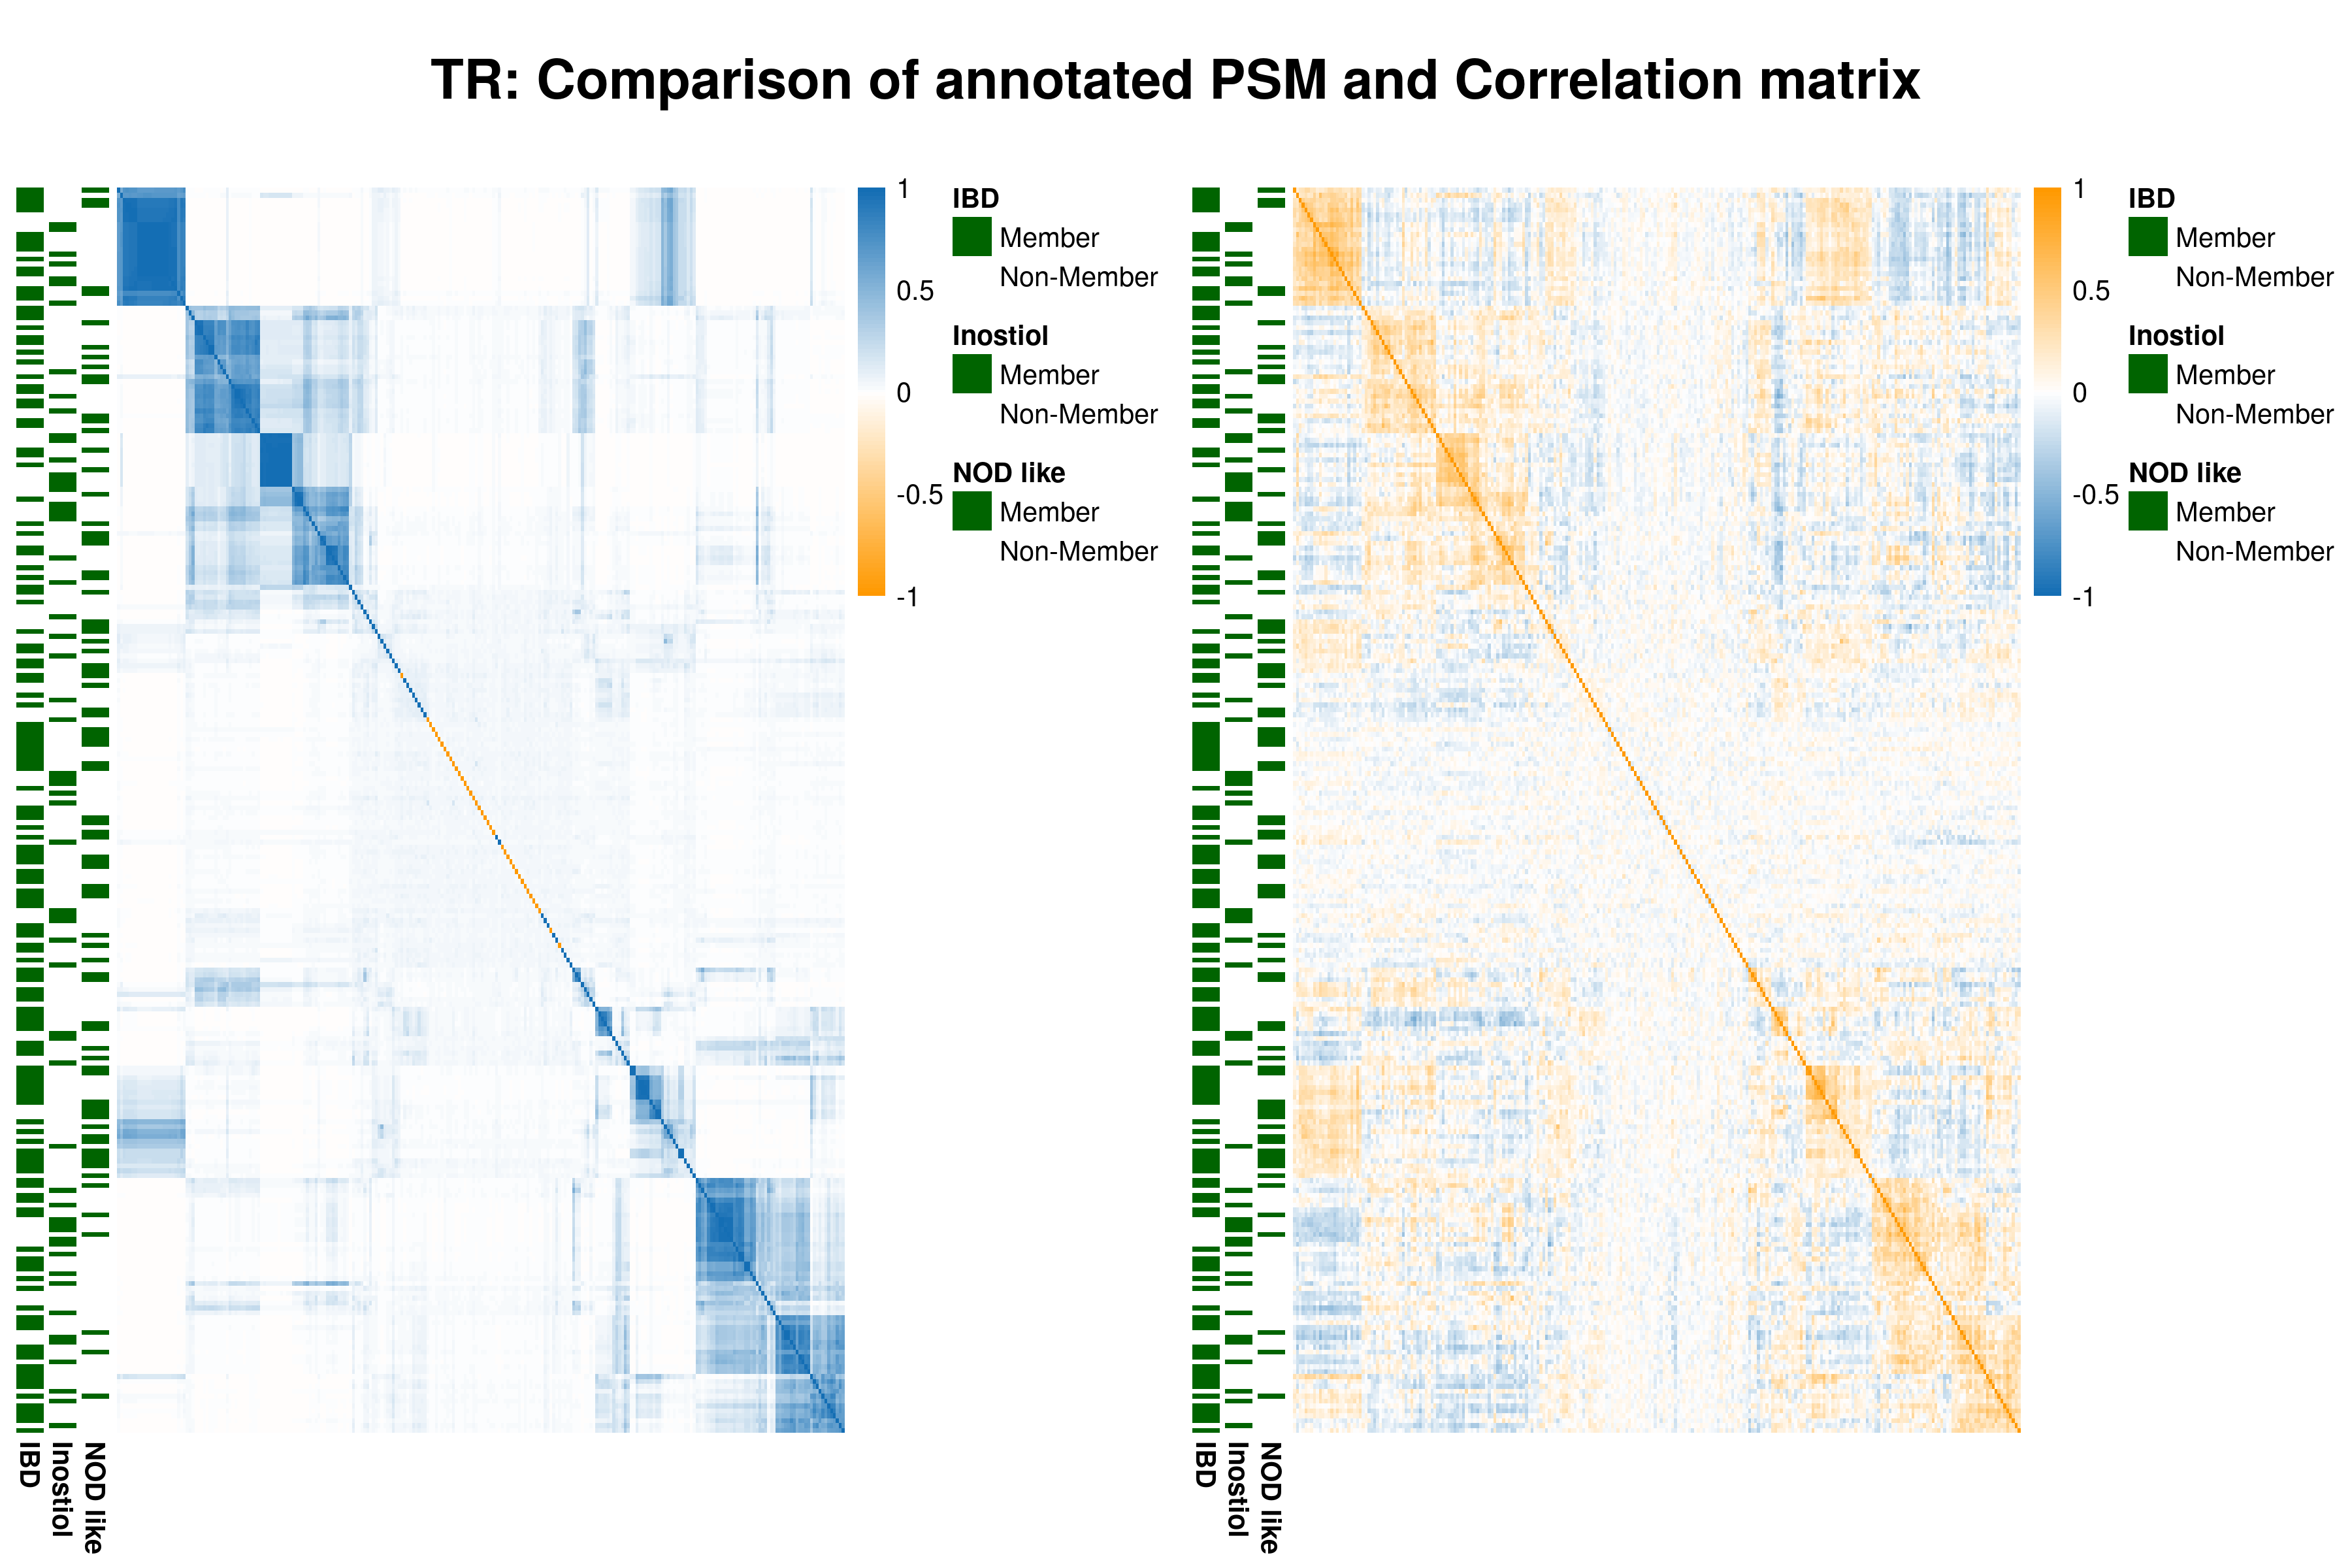 TR: Comparison of annotated PSM and Correlation matrix
1
0.5
0
-0.5
-1
IBD
Member
Non-Member
Inostiol
Member
Non-Member
NOD like
Member
Non-Member
IBD
Inostiol
NOD like
1
0.5
0
-0.5
-1
IBD
Member
Non-Member
Inostiol
Member
Non-Member
NOD like
Member
Non-Member
IBD
Inostiol
NOD like